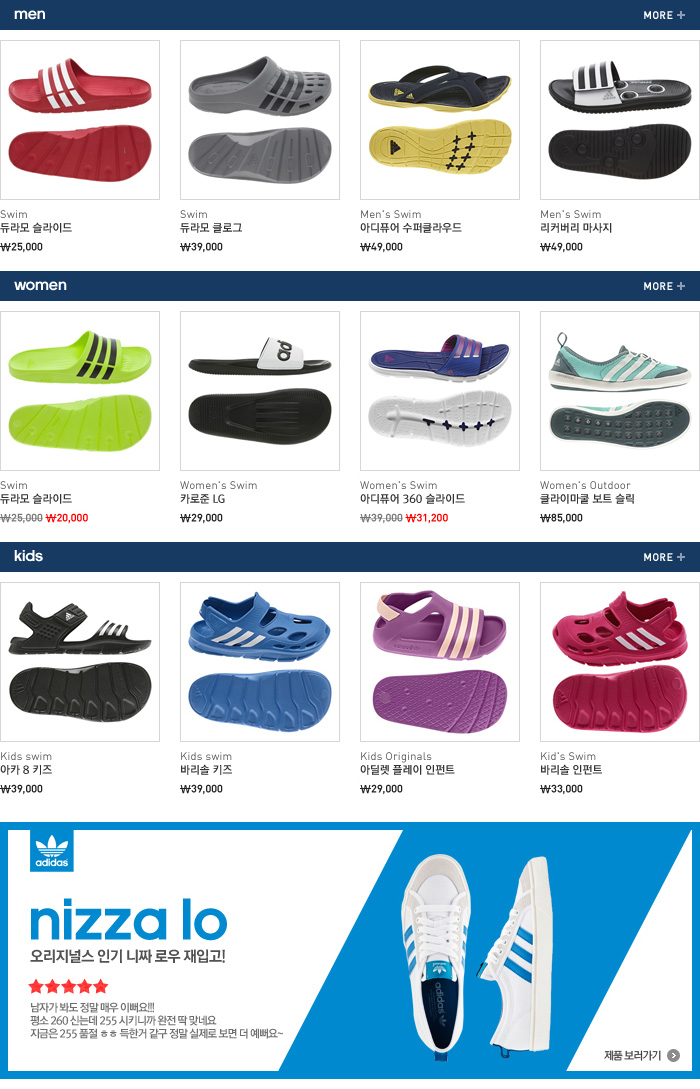 men
MORE +
Swim
듀라모 슬라이드
₩25,000
Swim
듀라모 클로그
₩39,000
Men's Swim
아디퓨어 수퍼클라우드
₩49,000
Men's Swim
리커버리 마사지
₩49,000
women
MORE +
Swim
듀라모 슬라이드
₩25,000 ₩20,000
Women's Swim
카로준 LG
₩29,000
Women's Swim
아디퓨어 360 슬라이드
₩39,000 ₩31,200
Women's Outdoor
클라이마쿨 보트 슬릭
₩85,000
kids
MORE +
Kids swim
아카 8 키즈
₩39,000
Kids swim
바리솔 키즈
₩39,000
Kids Originals
아딜렛 플레이 인펀트
₩29,000
Kid's Swim
바리솔 인펀트
₩33,000
adidas
nizza lo
오리지널스 인기 니짜 로우 재입고!
★★★★★
남자가 봐도 정말 매우 이뻐요!!!
평소 260 신는데 255 시키니까 완전 딱 맞네요
지금은 255 품절 ㅎㅎ 득한거 같구 정말 실제로 보면 더 예뻐요~
adidas
제품 보러가기